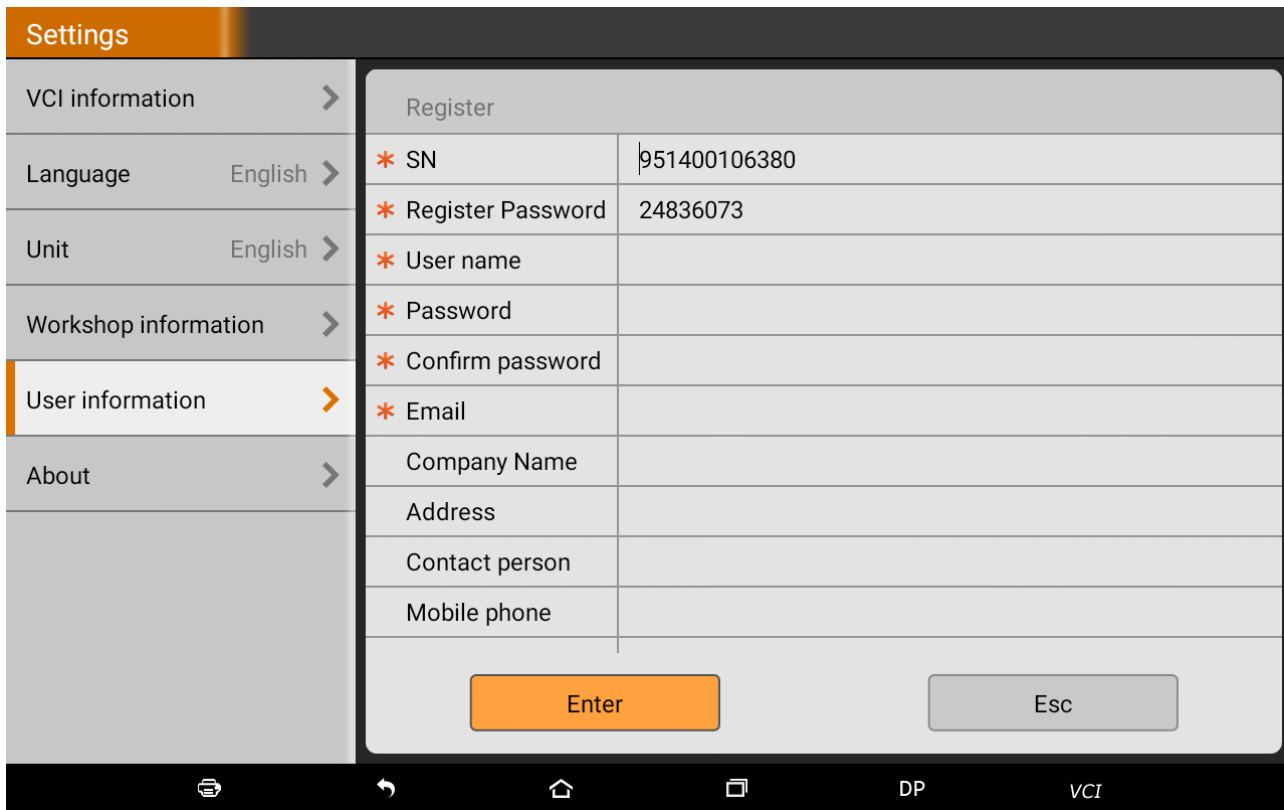 Settings
VCI information
Language English
Unit English
Workshop information
User information
About
Register
* SN 951400106380
* Register Password 24836073
* User name
* Password
* Confirm password
* Email
Company Name
Address
Contact person
Mobile phone
Enter Esc
DP VCI